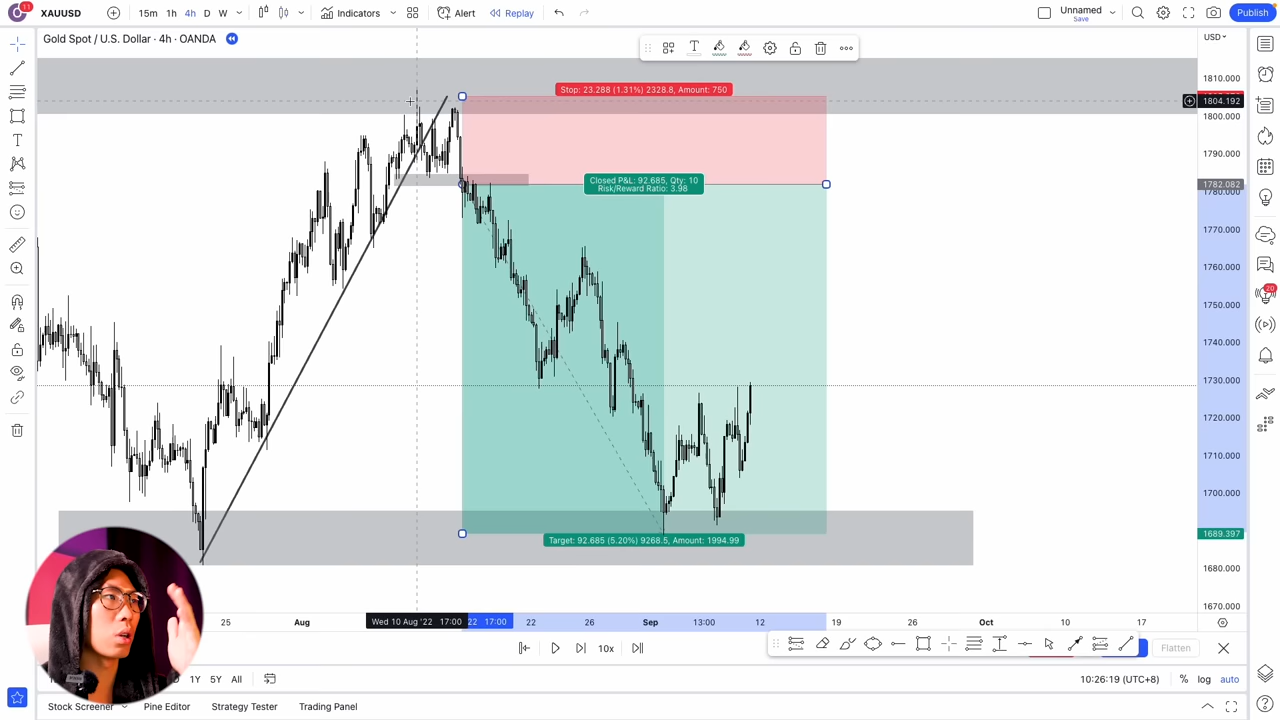 11
XAUUSD
15m 1h 4h D W
Indicators
Alert
Replay
Unnamed
Save
Publish
Gold Spot / U.S. Dollar · 4h · OANDA
USD
1810.000
1804.192
1800.000
1790.000
1782.082
1780.000
1770.000
1760.000
1750.000
1740.000
1730.000
1720.000
1710.000
1700.000
1689.397
1680.000
1670.000
Stop: 23.288 (1.31%) 2328.8, Amount: 750
Closed P&L: 92.685, Qty: 10
Risk/Reward Ratio: 3.98
Target: 92.685 (5.20%) 9268.5, Amount: 1994.99
20
25 Aug Wed 10 Aug '22 17:00 22 17:00 22 26 Sep 13:00 12 19 26 Oct 10 17
10x
Flatten
1Y 5Y All
10:26:19 (UTC+8)
% log auto
Stock Screener Pine Editor Strategy Tester Trading Panel